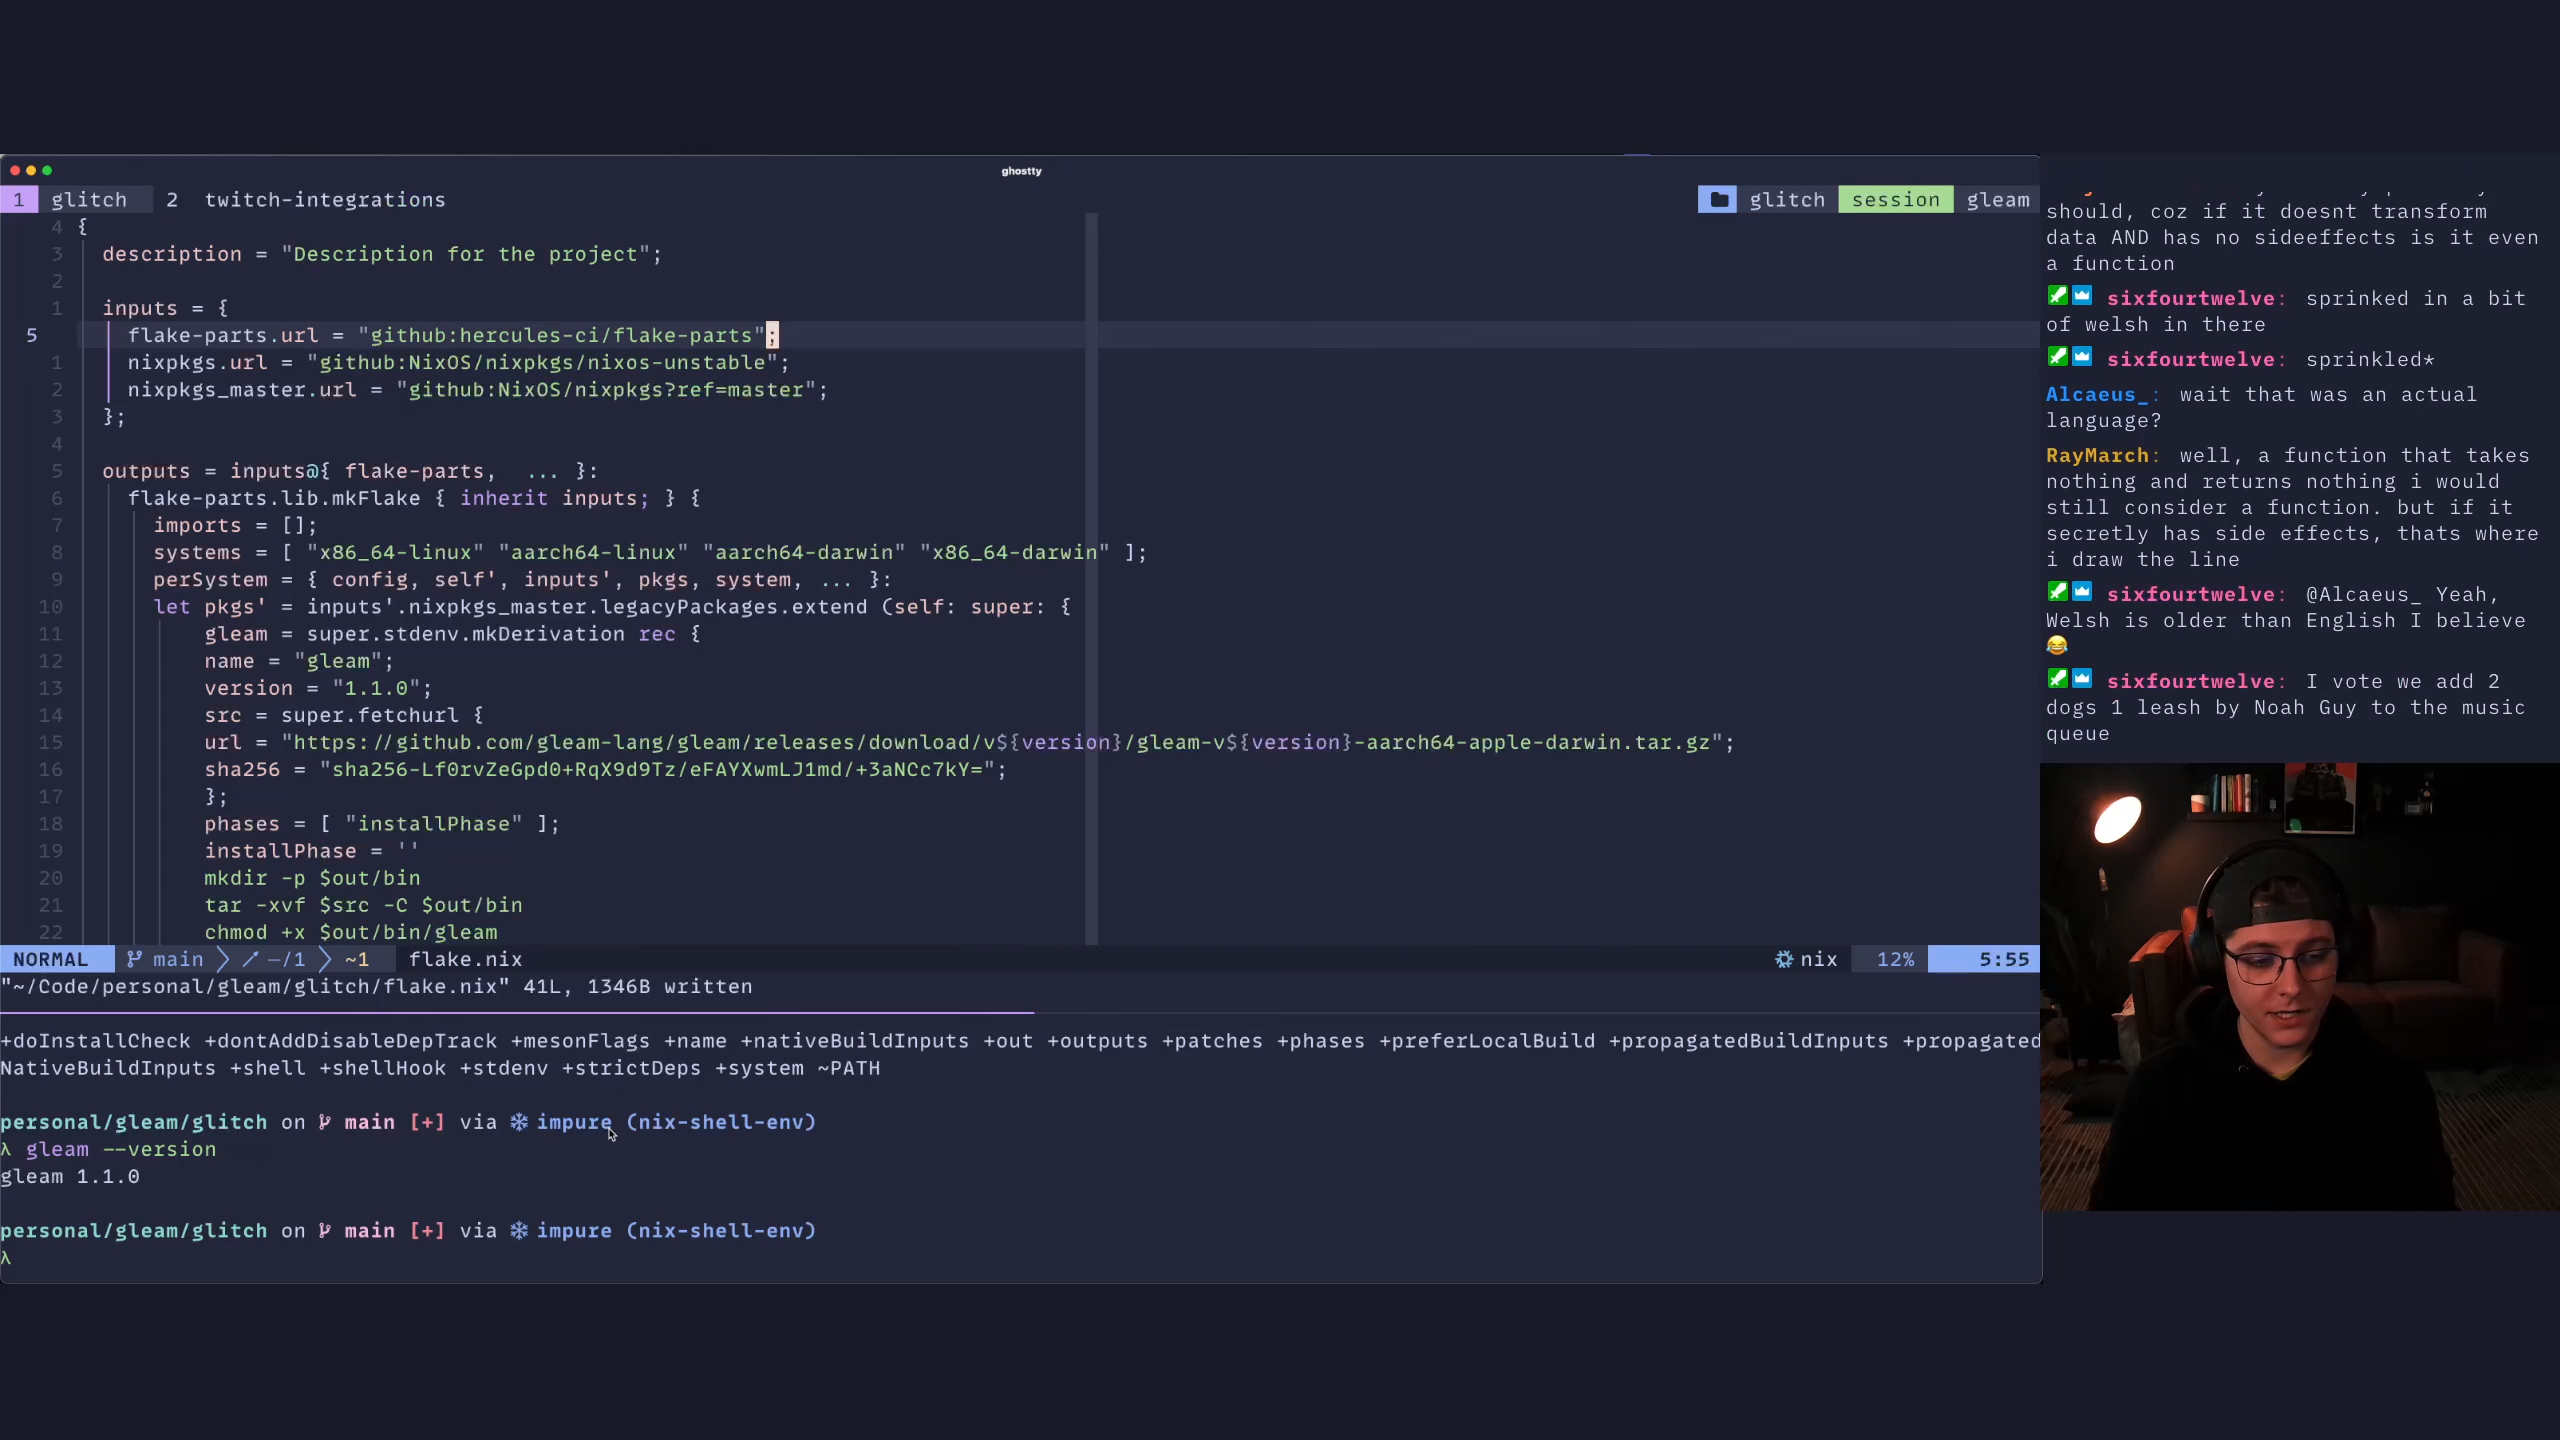 ghostty
1 glitch 2 twitch-integrations
glitch session gleam
4 {
3 description = "Description for the project";
2
1 inputs = {
5 flake-parts.url = "github:hercules-ci/flake-parts";
1 nixpkgs.url = "github:NixOS/nixpkgs/nixos-unstable";
2 nixpkgs_master.url = "github:NixOS/nixpkgs?ref=master";
3 };
4
5 outputs = inputs@{ flake-parts, ... }:
6 flake-parts.lib.mkFlake { inherit inputs; } {
7 imports = [];
8 systems = [ "x86_64-linux" "aarch64-linux" "aarch64-darwin" "x86_64-darwin" ];
9 perSystem = { config, self', inputs', pkgs, system, ... }:
10 let pkgs' = inputs'.nixpkgs_master.legacyPackages.extend (self: super: {
11 gleam = super.stdenv.mkDerivation rec {
12 name = "gleam";
13 version = "1.1.0";
14 src = super.fetchurl {
15 url = "https://github.com/gleam-lang/gleam/releases/download/v${version}/gleam-v${version}-aarch64-apple-darwin.tar.gz";
16 sha256 = "sha256-Lf0rvZeGpd0+RqX9d9Tz/eFAYXwmLJ1md/+3aNCc7kY=";
17 };
18 phases = [ "installPhase" ];
19 installPhase = ''
20 mkdir -p $out/bin
21 tar -xvf $src -C $out/bin
22 chmod +x $out/bin/gleam
NORMAL main –/1 ~1 flake.nix nix 12% 5:55
"~/Code/personal/gleam/glitch/flake.nix" 41L, 1346B written
+doInstallCheck +dontAddDisableDepTrack +mesonFlags +name +nativeBuildInputs +out +outputs +patches +phases +preferLocalBuild +propagatedBuildInputs +propagated
NativeBuildInputs +shell +shellHook +stdenv +strictDeps +system ~PATH
personal/gleam/glitch on main [+] via ❄ impure (nix-shell-env)
λ gleam --version
gleam 1.1.0
personal/gleam/glitch on main [+] via ❄ impure (nix-shell-env)
λ
should, coz if it doesnt transform
data AND has no sideeffects is it even
a function
sixfourtwelve: sprinked in a bit
of welsh in there
sixfourtwelve: sprinkled*
Alcaeus_: wait that was an actual
language?
RayMarch: well, a function that takes
nothing and returns nothing i would
still consider a function. but if it
secretly has side effects, thats where
i draw the line
sixfourtwelve: @Alcaeus_ Yeah,
Welsh is older than English I believe
😂
sixfourtwelve: I vote we add 2
dogs 1 leash by Noah Guy to the music
queue